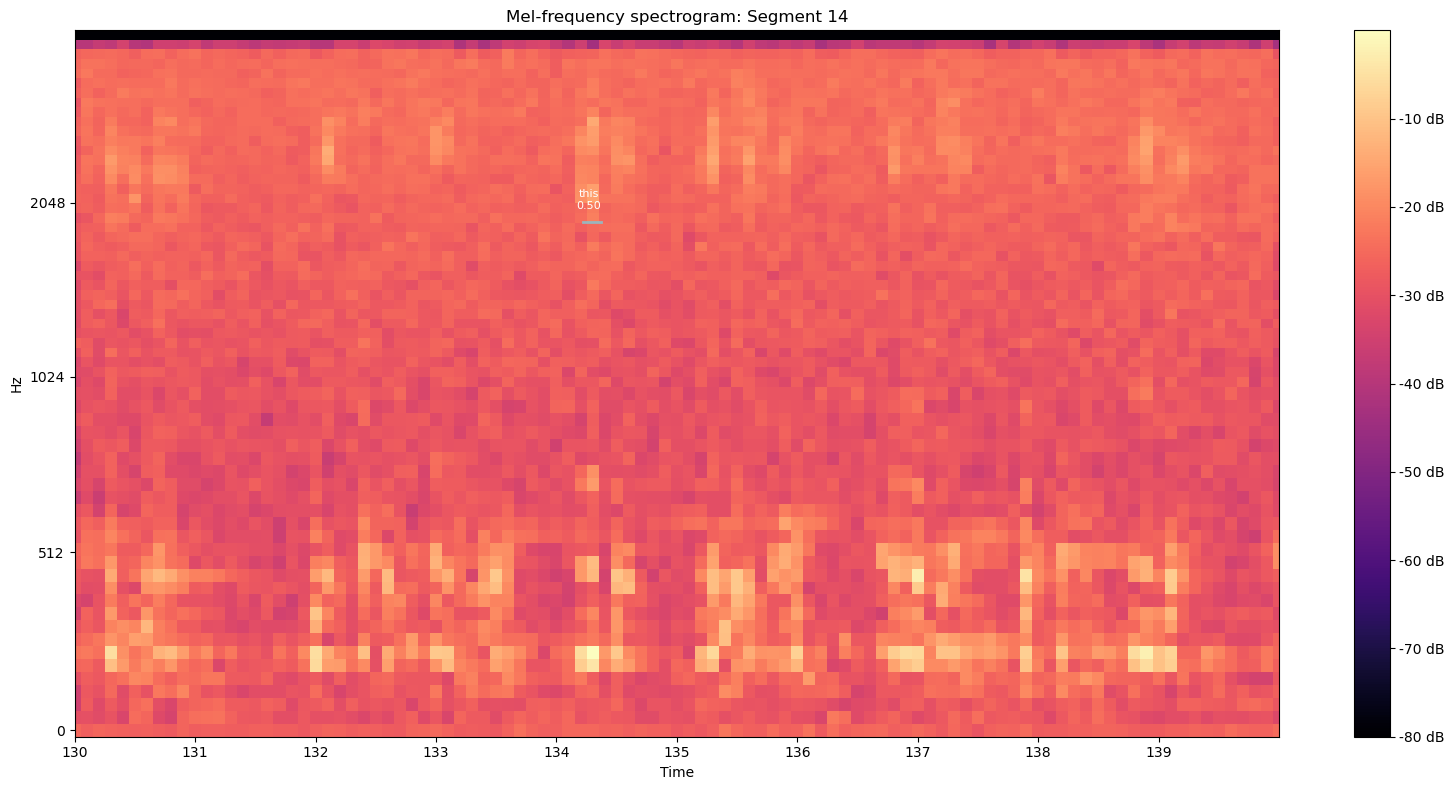 Mel-frequency spectrogram: Segment 14
Hz
2048
1024
512
0
this
0.50
130 131 132 133 134 135 136 137 138 139
Time
-10 dB
-20 dB
-30 dB
-40 dB
-50 dB
-60 dB
-70 dB
-80 dB